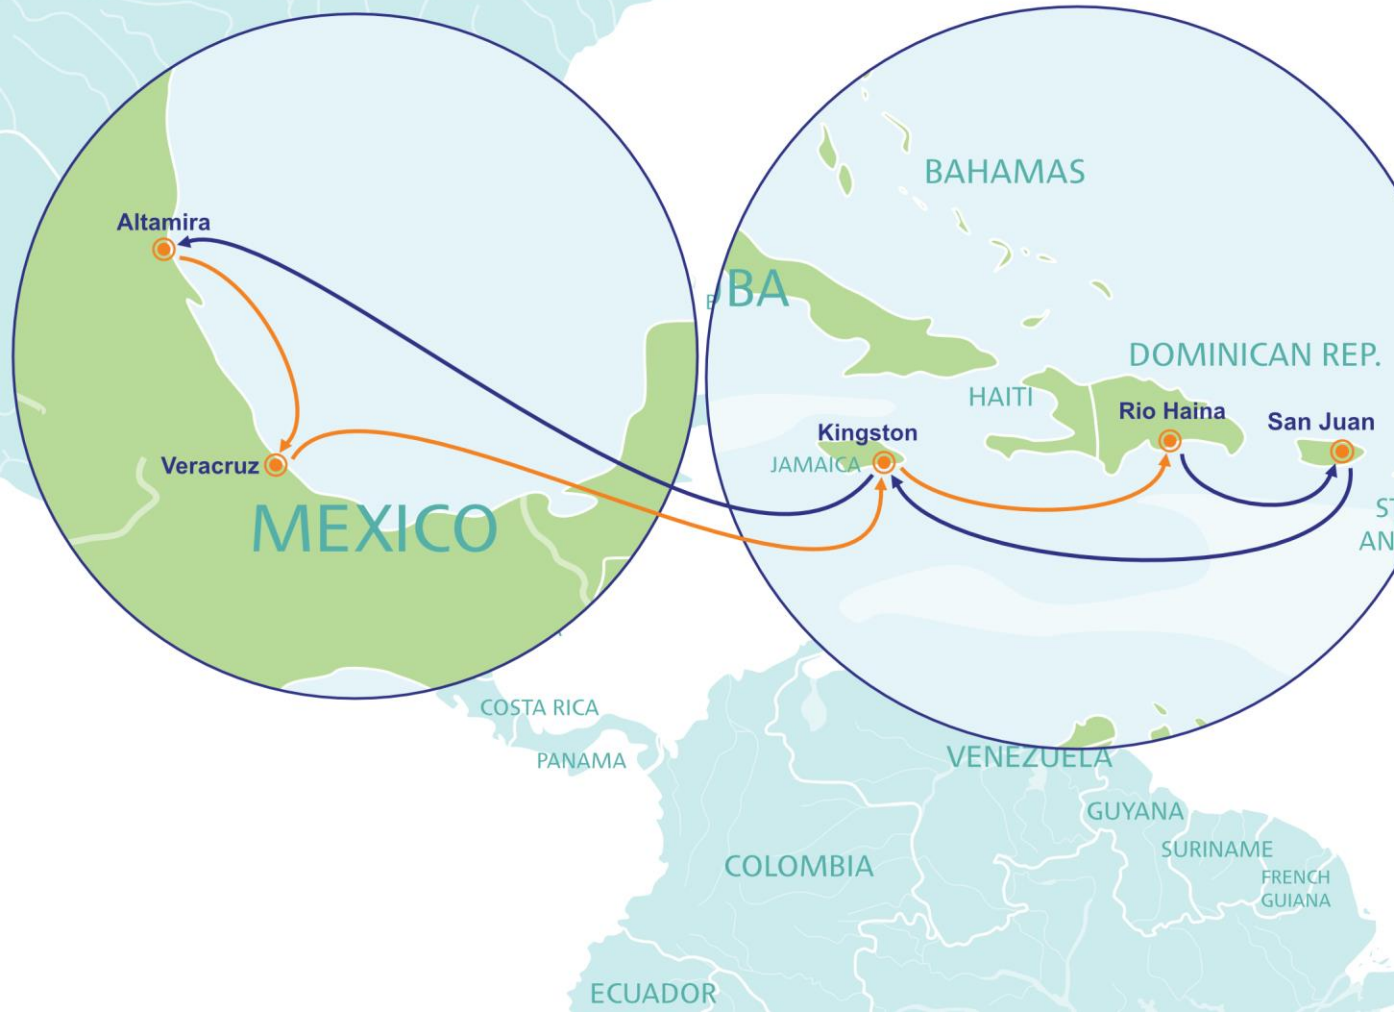 Altamira
Veracruz
MEXICO
BAHAMAS
UBA
DOMINICAN REP.
HAITI
Rio Haina
San Juan
Kingston
JAMAICA
COSTA RICA
PANAMA
VENEZUELA
GUYANA
SURINAME
FRENCH
GUIANA
COLOMBIA
ECUADOR